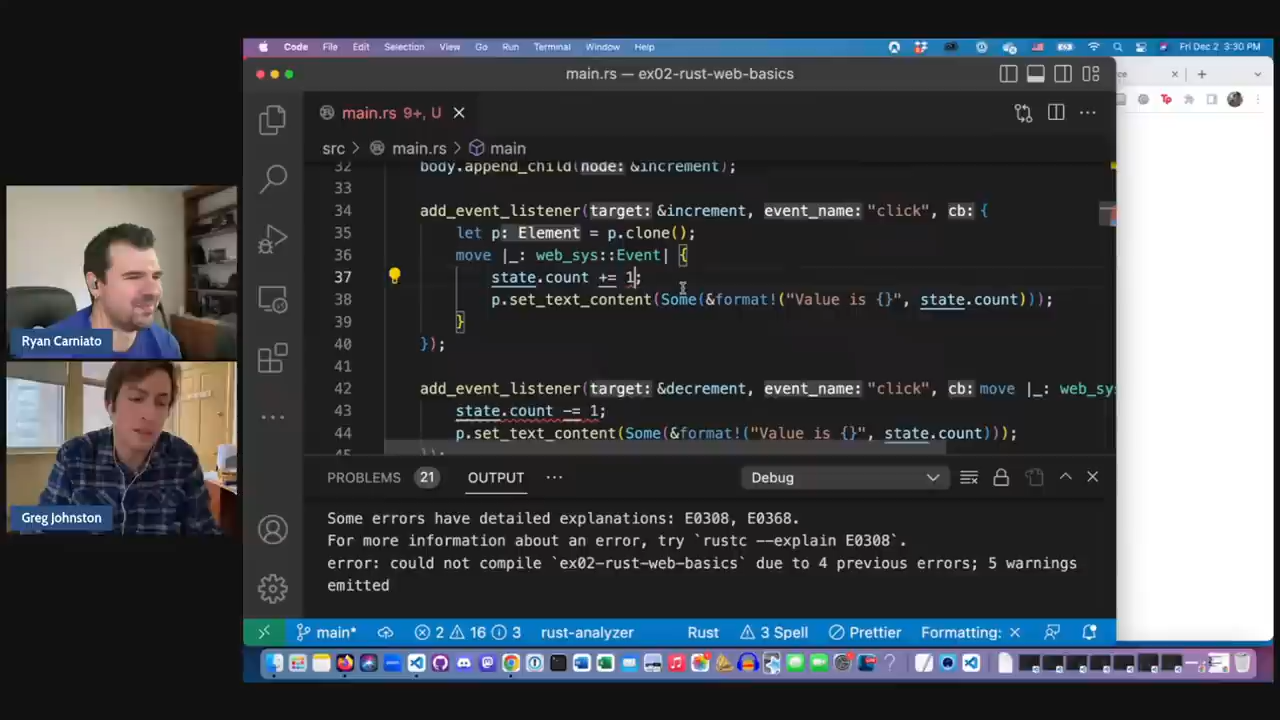 Code File Edit Selection View Go Run Terminal Window Help Fri Dec 2 3:30 PM
main.rs — ex02-rust-web-basics
main.rs 9+, U
src > main.rs > main
32 body.append_child(node: &increment);
33
34 add_event_listener(target: &increment, event_name: "click", cb: {
35 let p: Element = p.clone();
36 move |_: web_sys::Event| {
37 state.count += 1;
38 p.set_text_content(Some(&format!("Value is {}", state.count)));
39 }
40 });
41
42 add_event_listener(target: &decrement, event_name: "click", cb: move |_: web_sys
43 state.count -= 1;
44 p.set_text_content(Some(&format!("Value is {}", state.count)));
45 });
PROBLEMS 21 OUTPUT ··· Debug
Some errors have detailed explanations: E0308, E0368.
For more information about an error, try `rustc --explain E0308`.
error: could not compile `ex02-rust-web-basics` due to 4 previous errors; 5 warnings
emitted
main* 2 16 3 rust-analyzer Rust 3 Spell Prettier Formatting: ×
Ryan Carniato
Greg Johnston
Tp